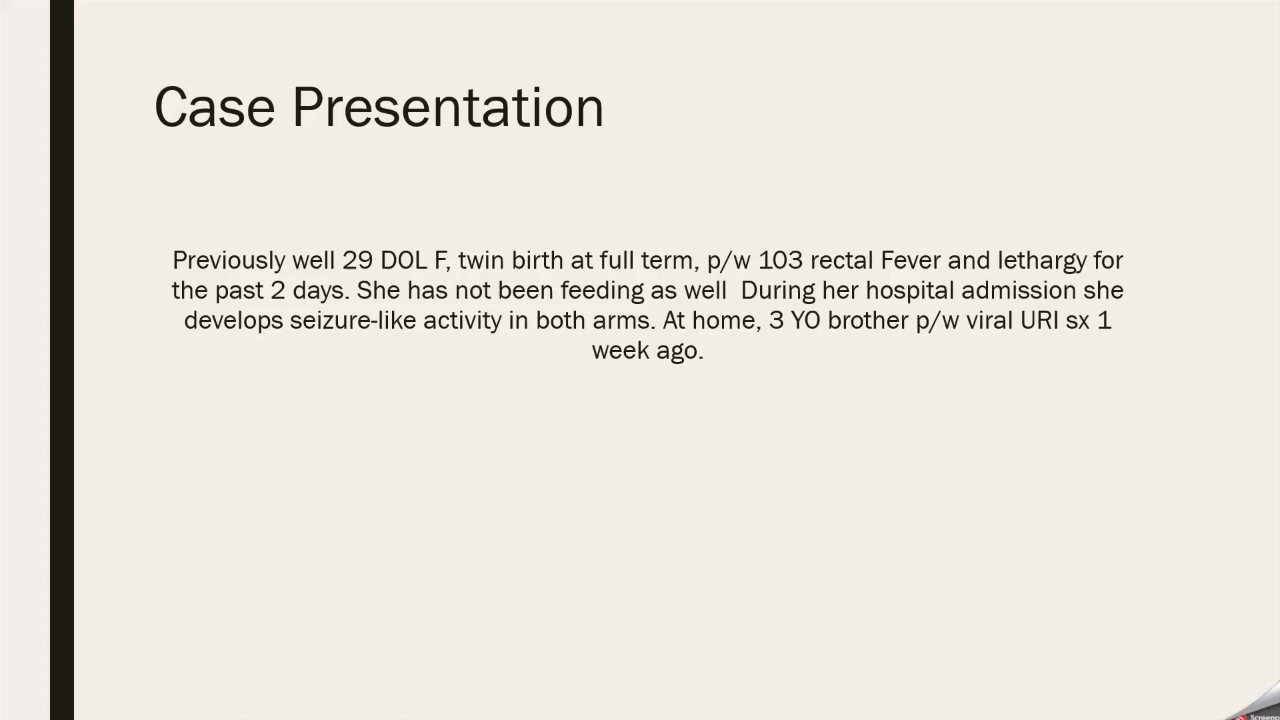 Case Presentation
Previously well 29 DOL F, twin birth at full term, p/w 103 rectal Fever and lethargy for
the past 2 days. She has not been feeding as well  During her hospital admission she
develops seizure-like activity in both arms. At home, 3 YO brother p/w viral URI sx 1
week ago.